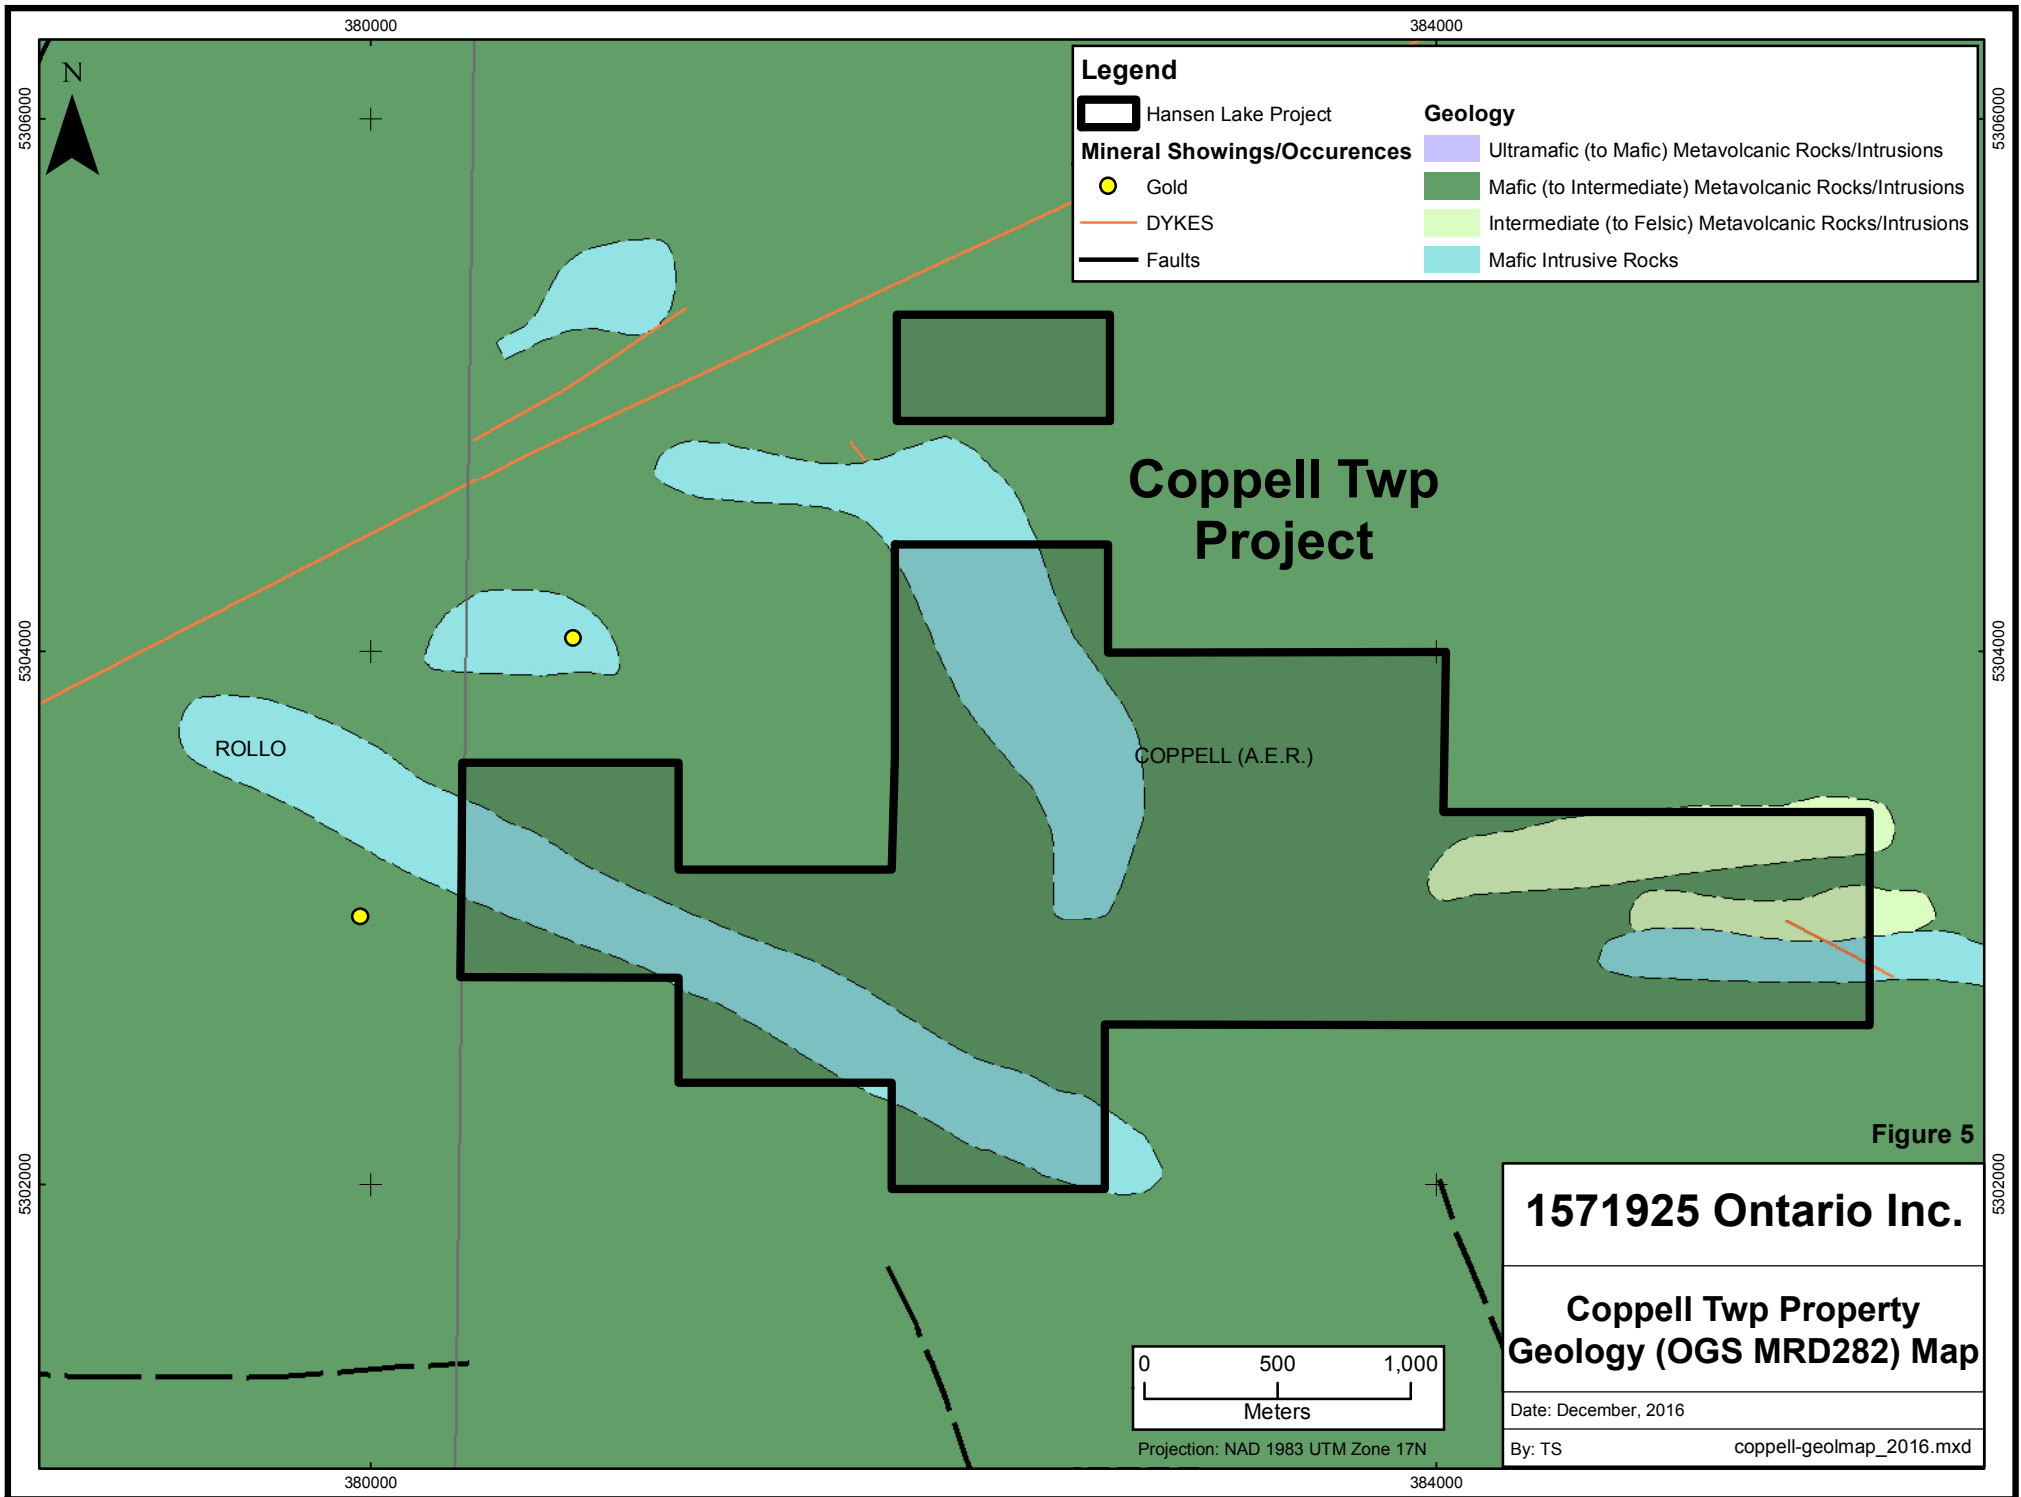 380000
384000
N
5306000
5306000
Legend
Hansen Lake Project
Mineral Showings/Occurences
Gold
DYKES
Faults
Geology
Ultramafic (to Mafic) Metavolcanic Rocks/Intrusions
Mafic (to Intermediate) Metavolcanic Rocks/Intrusions
Intermediate (to Felsic) Metavolcanic Rocks/Intrusions
Mafic Intrusive Rocks
Coppell Twp
Project
5304000
5304000
ROLLO
COPPELL (A.E.R.)
Figure 5
5302000
5302000
1571925 Ontario Inc.
Coppell Twp Property
Geology (OGS MRD282) Map
Date: December, 2016
By: TS coppell-geolmap_2016.mxd
0 500 1,000
Meters
Projection: NAD 1983 UTM Zone 17N
380000
384000